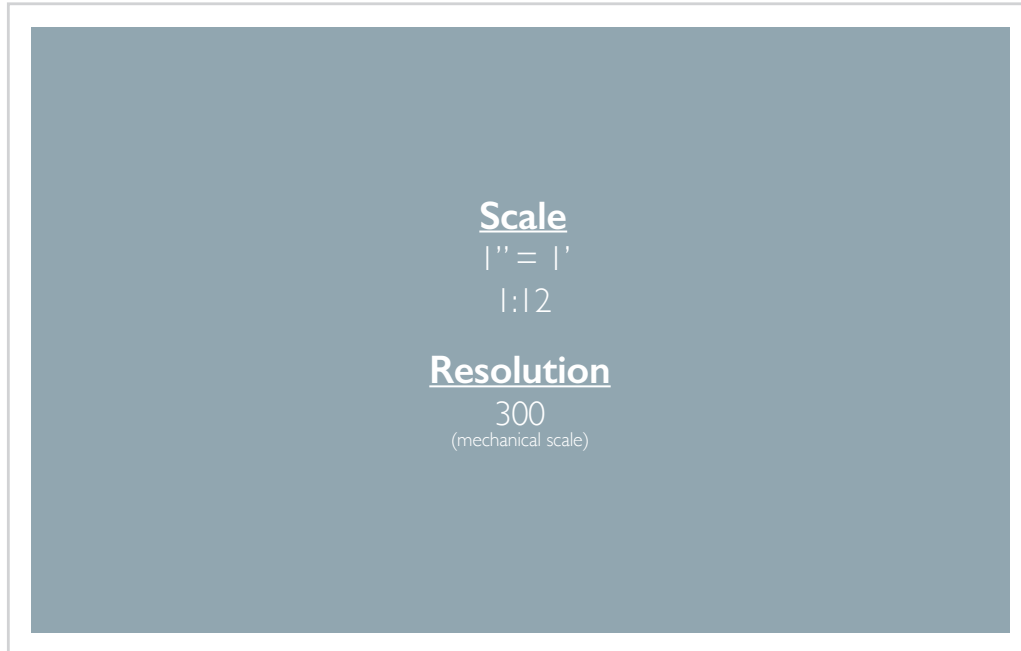 Scale
1’’ = 1’
1:12
Resolution
300
(mechanical scale)